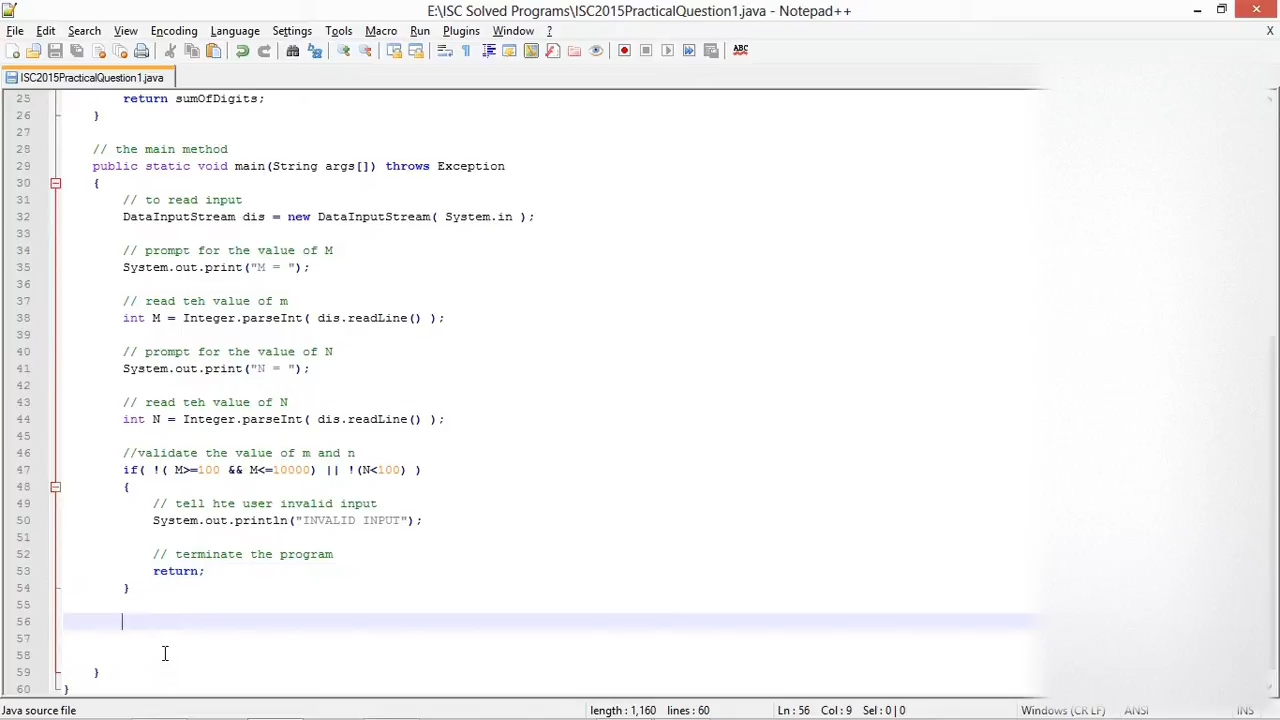 E:\ISC Solved Programs\ISC2015PracticalQuestion1.java - Notepad++
File Edit Search View Encoding Language Settings Tools Macro Run Plugins Window ? X
ABC
ISC2015PracticalQuestion1.java
25 return sumOfDigits;
26 }
27
28 // the main method
29 public static void main(String args[]) throws Exception
30 {
31 // to read input
32 DataInputStream dis = new DataInputStream( System.in );
33
34 // prompt for the value of M
35 System.out.print("M = ");
36
37 // read teh value of m
38 int M = Integer.parseInt( dis.readLine() );
39
40 // prompt for the value of N
41 System.out.print("N = ");
42
43 // read teh value of N
44 int N = Integer.parseInt( dis.readLine() );
45
46 //validate the value of m and n
47 if( !( M>=100 && M<=10000) || !(N<100) )
48 {
49 // tell hte user invalid input
50 System.out.println("INVALID INPUT");
51
52 // terminate the program
53 return;
54 }
55
56
57
58
59 }
60 }
Java source file length : 1,160 lines : 60 Ln : 56 Col : 9 Sel : 0 | 0 Windows (CR LF) ANSI INS